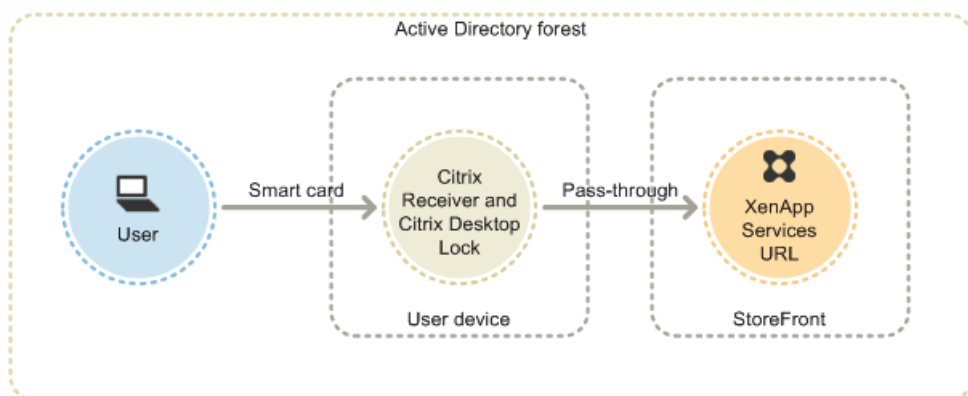 Active Directory forest
User
Smart card
Citrix
Receiver and
Citrix Desktop
Lock
User device
Pass-through
XenApp
Services
URL
StoreFront